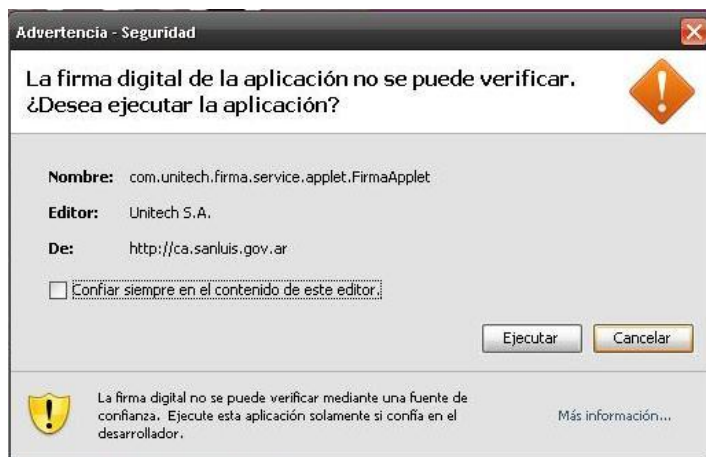 Advertencia - Seguridad
La firma digital de la aplicación no se puede verificar.
¿Desea ejecutar la aplicación?
Nombre: com.unitech.firma.service.applet.FirmaApplet
Editor: Unitech S.A.
De: http://ca.sanluis.gov.ar
Confiar siempre en el contenido de este editor.
Ejecutar Cancelar
La firma digital no se puede verificar mediante una fuente de
confianza. Ejecute esta aplicación solamente si confía en el
desarrollador.
Más información...